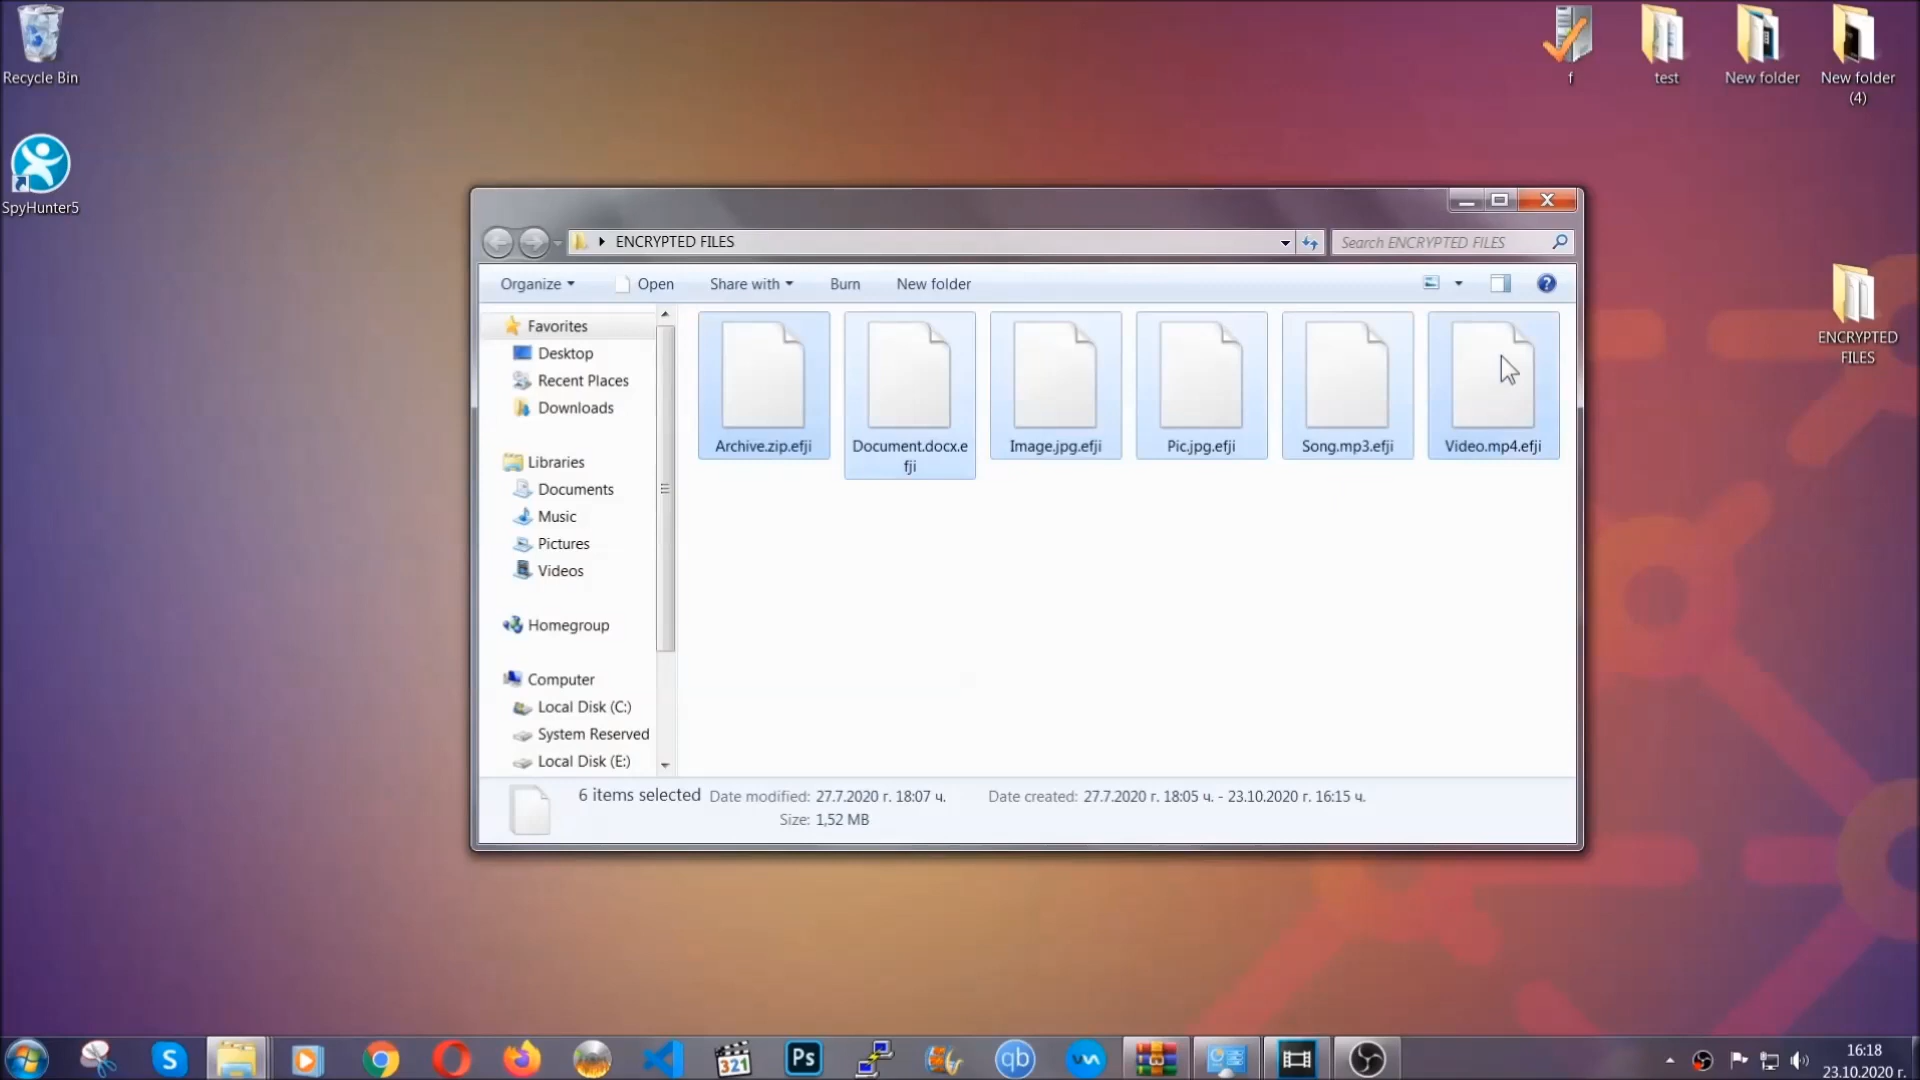 Recycle Bin
SpyHunter5
f
test
New folder
New folder
(4)
ENCRYPTED
FILES
ENCRYPTED FILES
Search ENCRYPTED FILES
Organize
Open
Share with
Burn
New folder
Favorites
Desktop
Recent Places
Downloads
Libraries
Documents
Music
Pictures
Videos
Homegroup
Computer
Local Disk (C:)
System Reserved
Local Disk (E:)
Archive.zip.efji
Document.docx.e
fji
Image.jpg.efji
Pic.jpg.efji
Song.mp3.efji
Video.mp4.efji
6 items selected Date modified: 27.7.2020 г. 18:07 ч. Date created: 27.7.2020 г. 18:05 ч. - 23.10.2020 г. 16:15 ч.
Size: 1,52 MB
S
321
Ps
qb
16:18
23.10.2020 г.